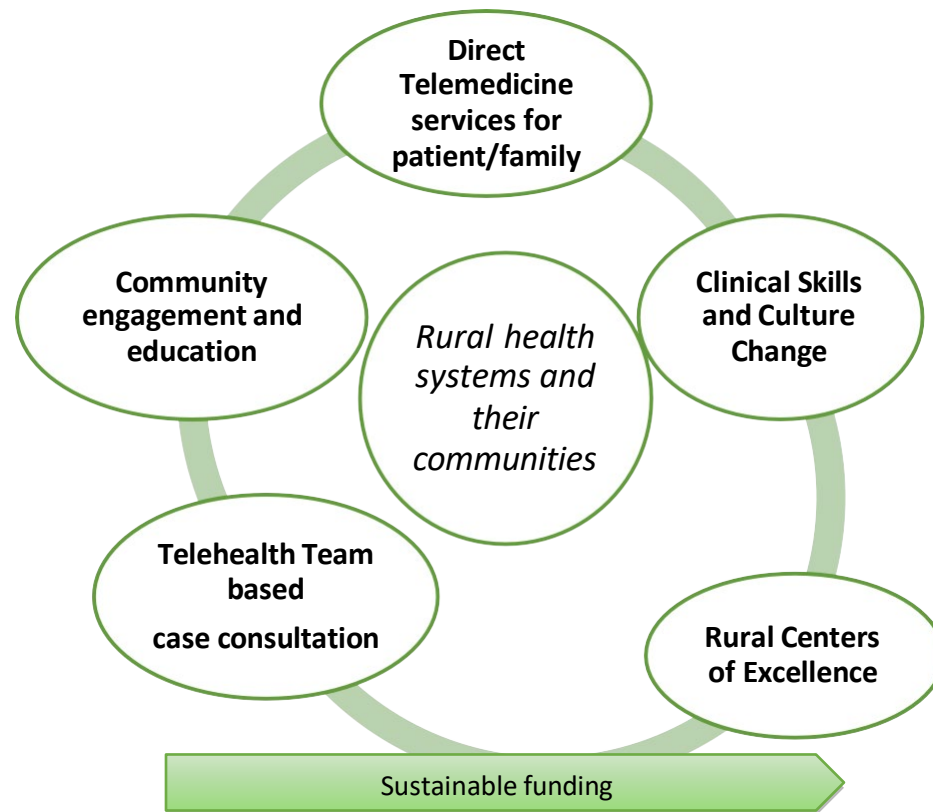 Direct
Telemedicine
services for
patient/family
Community
engagement and
education
Rural health
systems and
their
communities
Clinical Skills
and Culture
Change
Telehealth Team
based
case consultation
Rural Centers
of Excellence
Sustainable funding